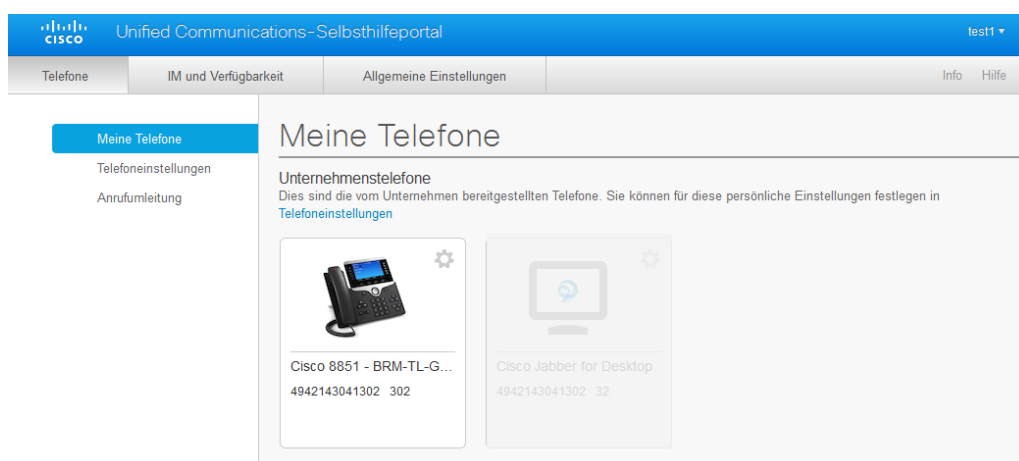 cisco Unified Communications-Selbsthilfeportal test1
Telefone IM und Verfügbarkeit Allgemeine Einstellungen Info Hilfe
Meine Telefone
Telefoneinstellungen
Anrufumleitung
Meine Telefone
Unternehmenstelefone
Dies sind die vom Unternehmen bereitgestellten Telefone. Sie können für diese persönliche Einstellungen festlegen in
Telefoneinstellungen
Cisco 8851 - BRM-TL-G...
4942143041302 302
Cisco Jabber for Desktop
4942143041302 32